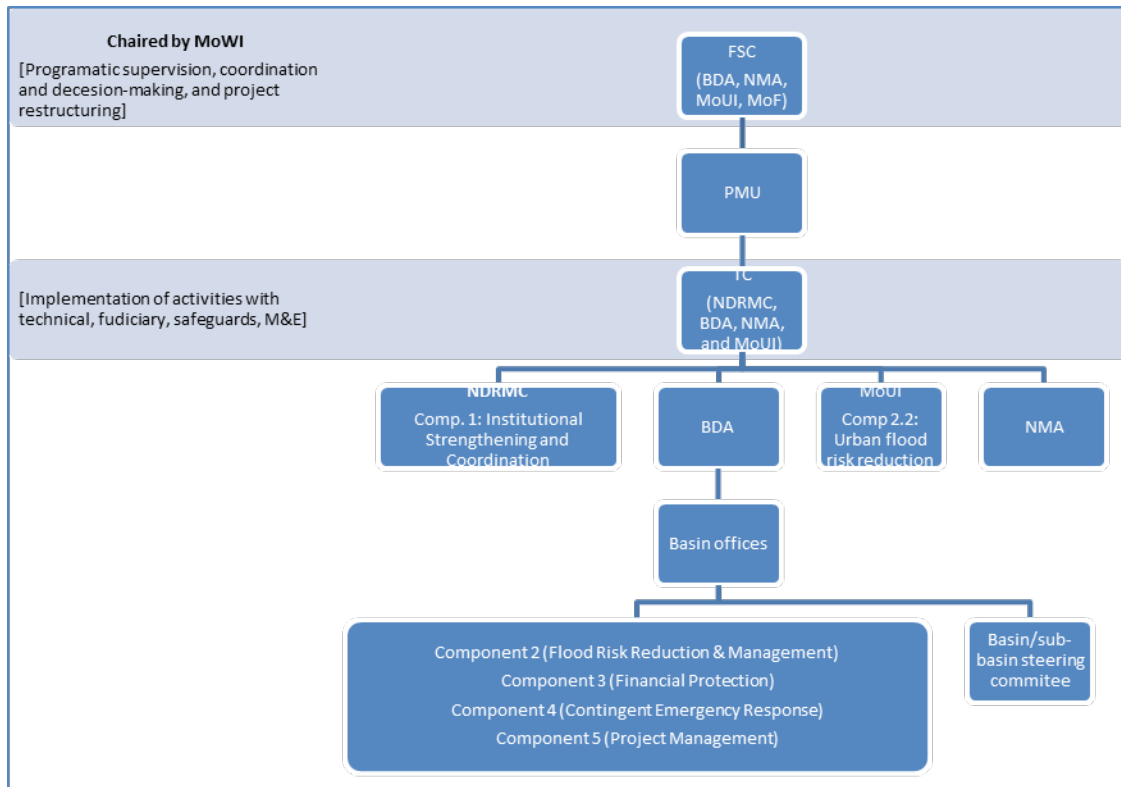 Chaired by MoWI
[Programatic supervision, coordination
and decesion-making, and project
restructuring]
FSC
(BDA, NMA,
MoUI, MoF)
PMU
[Implementation of activities with
technical, fudiciary, safeguards, M&E]
TC
(NDRMC,
BDA, NMA,
and MoUI)
NDRMC
Comp. 1: Institutional
Strengthening and
Coordination
BDA
MoUI
Comp 2.2:
Urban flood
risk reduction
NMA
Basin offices
Component 2 (Flood Risk Reduction & Management)
Component 3 (Financial Protection)
Component 4 (Contingent Emergency Response)
Component 5 (Project Management)
Basin/sub-
basin steering
commitee